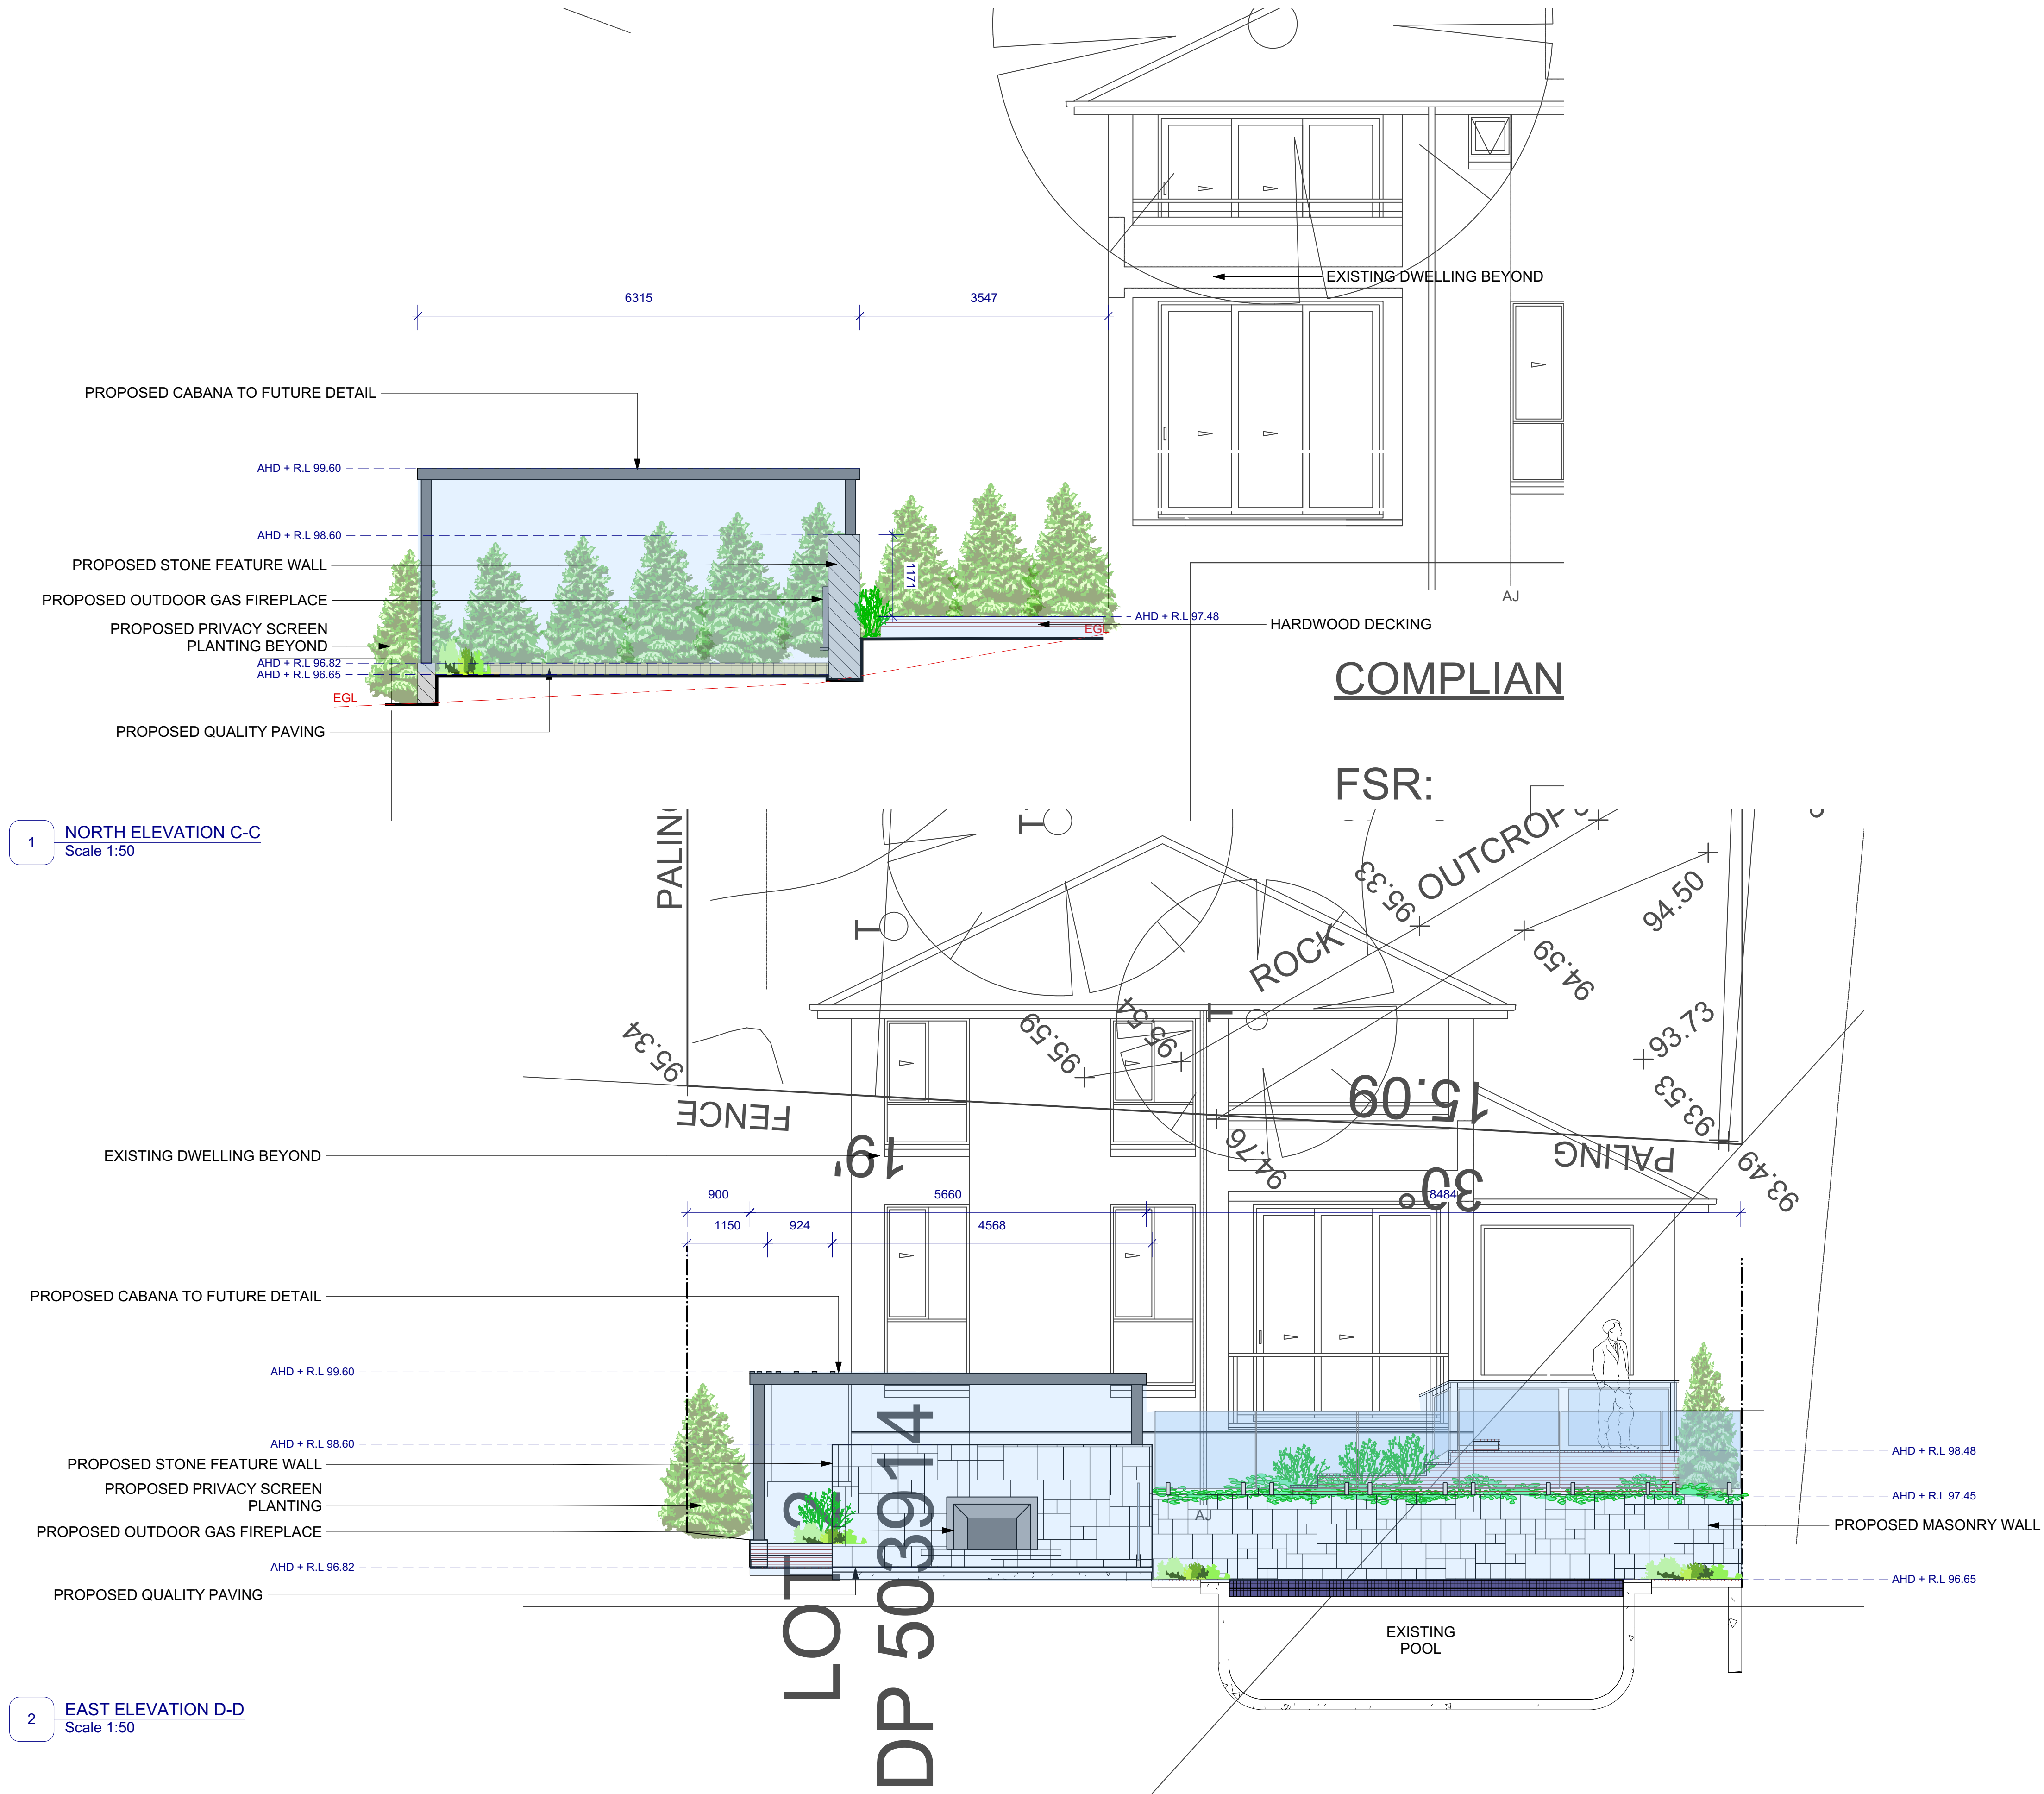 EXISTING DWELLING BEYOND
6315
3547
PROPOSED CABANA TO FUTURE DETAIL
AHD + R.L 99.60
AHD + R.L 98.60
PROPOSED STONE FEATURE WALL
1171
PROPOSED OUTDOOR GAS FIREPLACE
AJ
AHD + R.L 97.48
HARDWOOD DECKING
PROPOSED PRIVACY SCREEN
PLANTING BEYOND
EGL
AHD + R.L 96.82
AHD + R.L 96.65
EGL
COMPLIAN
PROPOSED QUALITY PAVING
FSR:
1
NORTH ELEVATION C-C
Scale 1:50
PALING
T
T
OUTCROP
95.33
94.50
ROCK
94.59
T
95.34
95.59
95.54
93.73
FENCE
15.09
93.53
EXISTING DWELLING BEYOND
19'
94.76
PALING
93.49
30°
900
5660
8484
1150
924
4568
PROPOSED CABANA TO FUTURE DETAIL
AHD + R.L 99.60
AHD + R.L 98.60
AHD + R.L 98.48
PROPOSED STONE FEATURE WALL
PROPOSED PRIVACY SCREEN
PLANTING
AHD + R.L 97.45
AJ
PROPOSED OUTDOOR GAS FIREPLACE
PROPOSED MASONRY WALL
AHD + R.L 96.82
AHD + R.L 96.65
PROPOSED QUALITY PAVING
LOT
DP 503914
EXISTING
POOL
2
EAST ELEVATION D-D
Scale 1:50